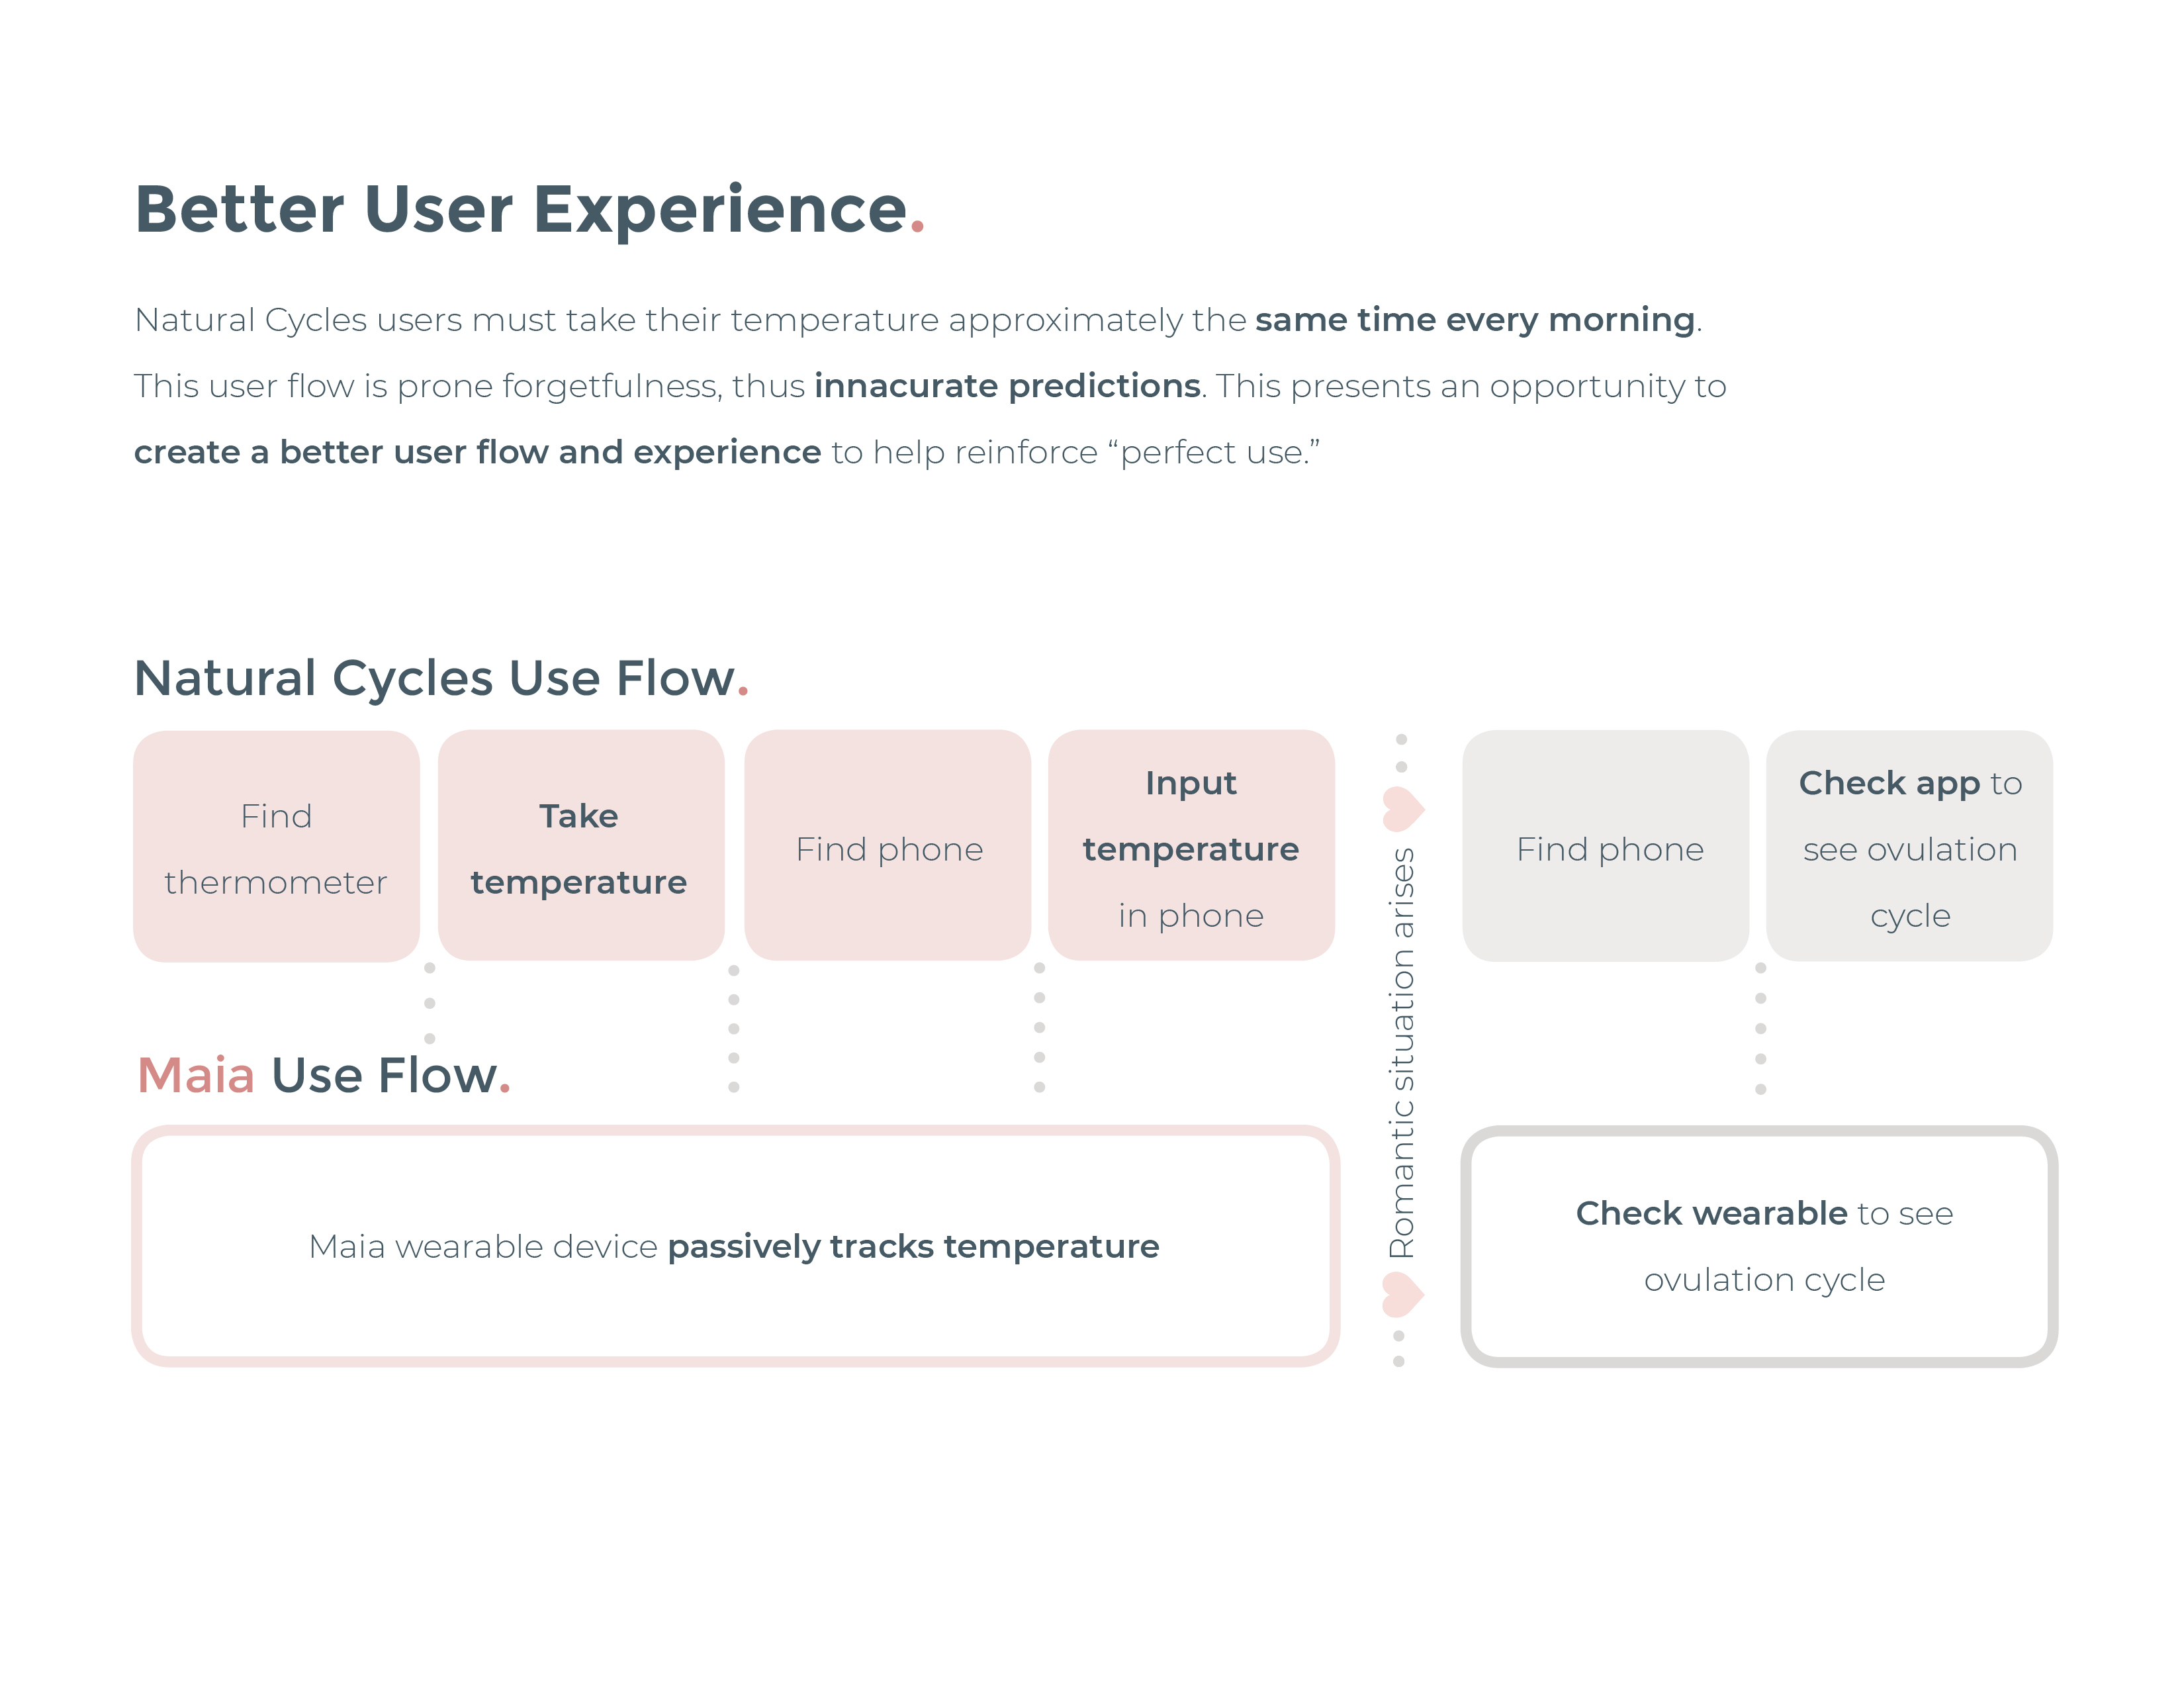 Better User Experience.
Natural Cycles users must take their temperature approximately the same time every morning.
This user flow is prone forgetfulness, thus innacurate predictions. This presents an opportunity to
create a better user flow and experience to help reinforce “perfect use.”
Natural Cycles Use Flow.
Find
thermometer
Take
temperature
Find phone
Input
temperature
in phone
Romantic situation arises
Find phone
Check app to
see ovulation
cycle
Maia Use Flow.
Maia wearable device passively tracks temperature
Check wearable to see
ovulation cycle